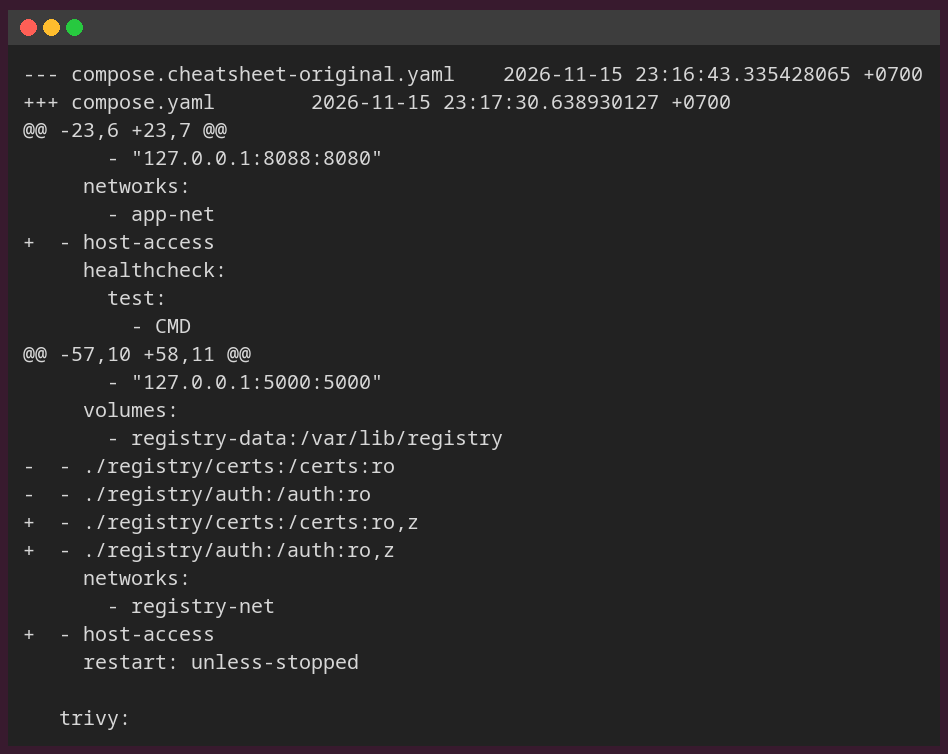 --- compose.cheatsheet-original.yaml    2026-11-15 23:16:43.335428065 +0700
+++ compose.yaml        2026-11-15 23:17:30.638930127 +0700
@@ -23,6 +23,7 @@
       - "127.0.0.1:8088:8080"
     networks:
       - app-net
+  - host-access
     healthcheck:
       test:
         - CMD
@@ -57,10 +58,11 @@
       - "127.0.0.1:5000:5000"
     volumes:
       - registry-data:/var/lib/registry
-  - ./registry/certs:/certs:ro
-  - ./registry/auth:/auth:ro
+  - ./registry/certs:/certs:ro,z
+  - ./registry/auth:/auth:ro,z
     networks:
       - registry-net
+  - host-access
     restart: unless-stopped

   trivy: